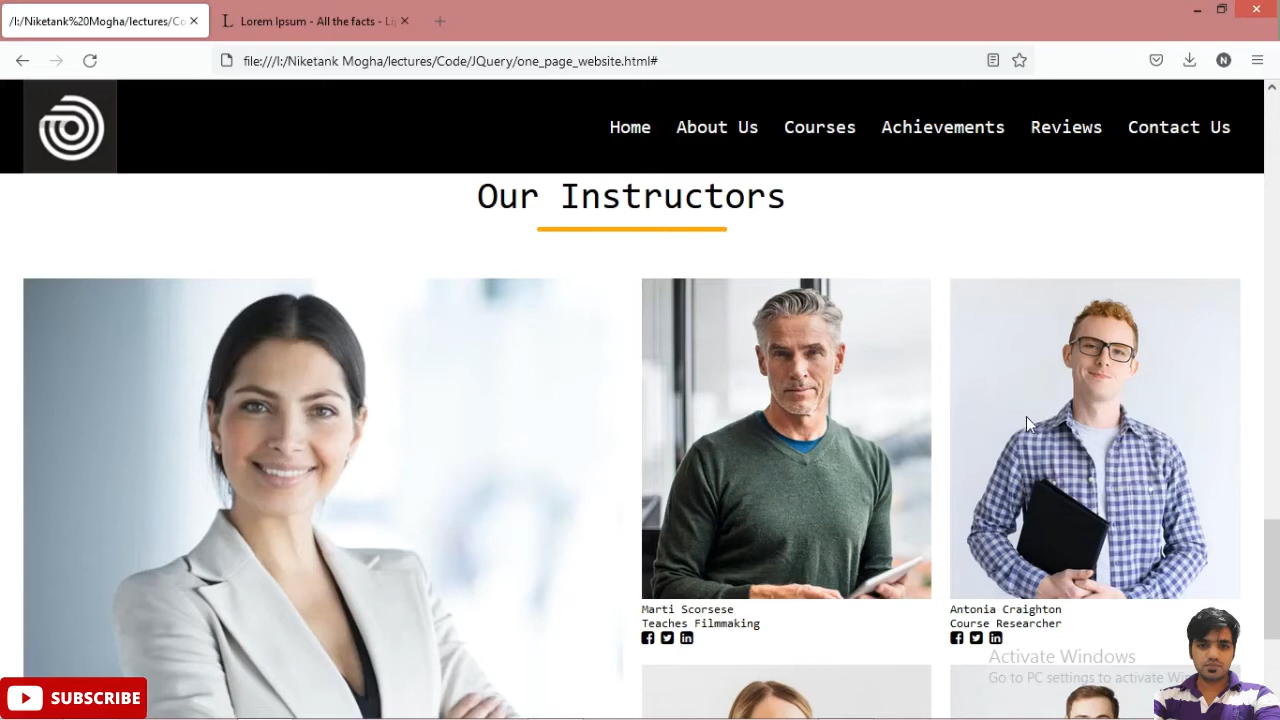 /I:/Niketank%20Mogha/lectures/Co
Lorem Ipsum - All the facts - Li
file:///I:/Niketank Mogha/lectures/Code/JQuery/one_page_website.html#
N
Home About Us Courses Achievements Reviews Contact Us
Our Instructors
Marti Scorsese
Teaches Filmmaking
Antonia Craighton
Course Researcher
Activate Windows
Go to PC settings to activate Wi
SUBSCRIBE